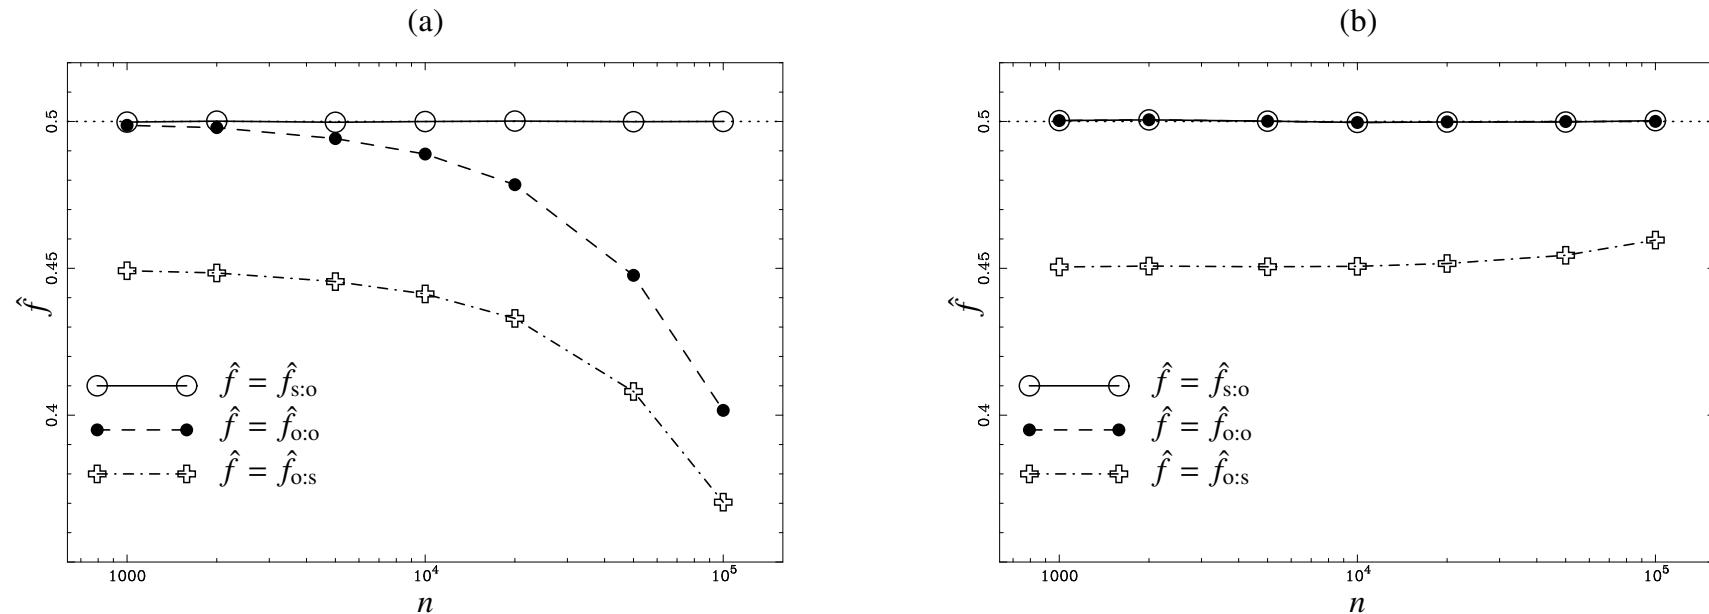 (a)
0.5
0.45
0.4
f̂
f̂ = f̂s:o
f̂ = f̂o:o
f̂ = f̂o:s
1000
10⁴
10⁵
n
(b)
0.5
0.45
0.4
f̂
f̂ = f̂s:o
f̂ = f̂o:o
f̂ = f̂o:s
1000
10⁴
10⁵
n